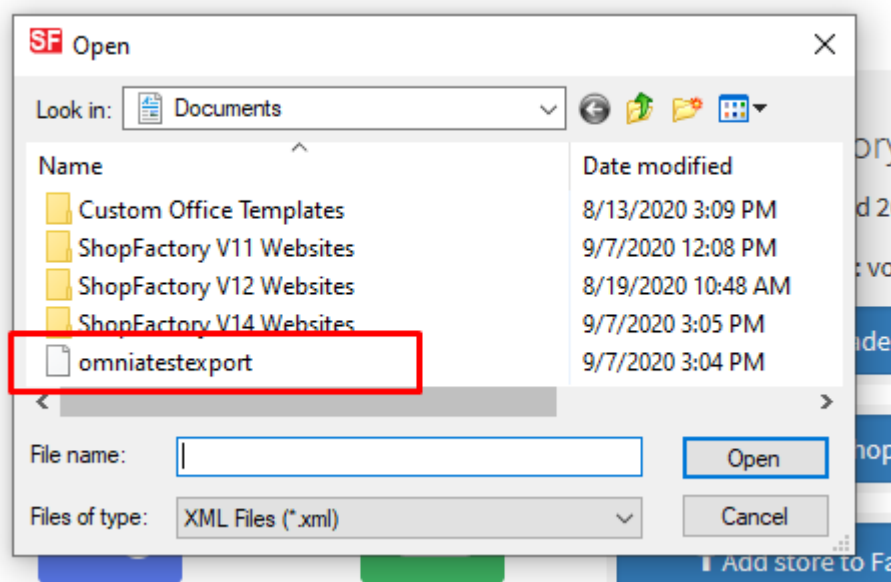 SF Open
Look in: Documents
Name Date modified
Custom Office Templates 8/13/2020 3:09 PM
ShopFactory V11 Websites 9/7/2020 12:08 PM
ShopFactory V12 Websites 8/19/2020 10:48 AM
ShopFactory V14 Websites 9/7/2020 3:05 PM
omniatestexport 9/7/2020 3:04 PM
File name: Open
Files of type: XML Files (*.xml) Cancel
Add store to Fa